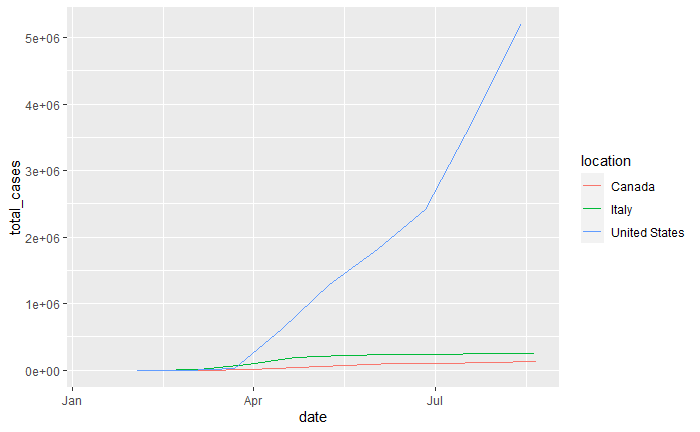 5e+06
4e+06
3e+06
2e+06
1e+06
0e+00
total_cases
Jan
Apr
Jul
date
location
Canada
Italy
United States